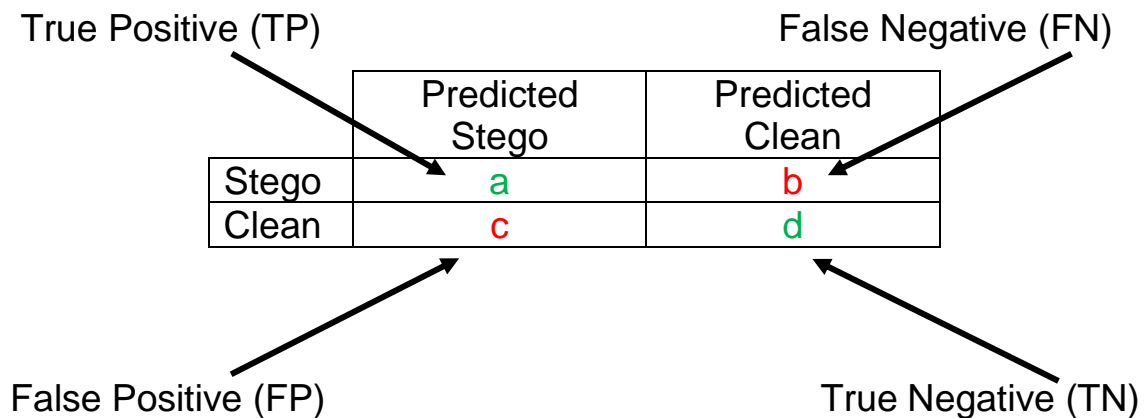 True Positive (TP)
False Negative (FN)
Predicted
Stego
Predicted
Clean
Stego a b
Clean c d
False Positive (FP)
True Negative (TN)